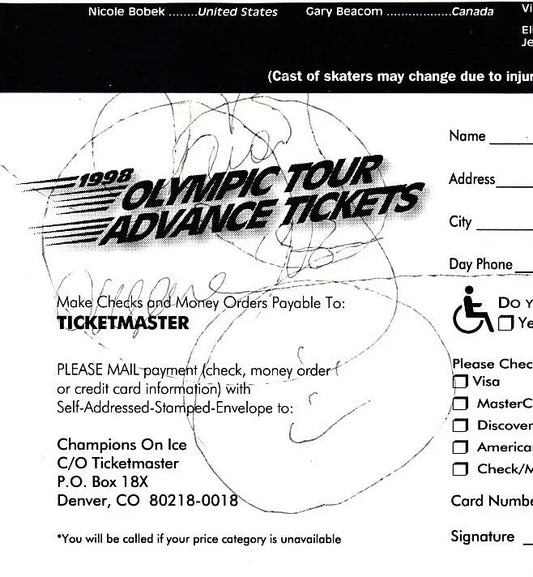 Nicole Bobek ........United States Gary Beacom .................Canada Vi
El
Je
(Cast of skaters may change due to injur
1998 OLYMPIC TOUR
ADVANCE TICKETS
Make Checks and Money Orders Payable To:
TICKETMASTER
PLEASE MAIL payment (check, money order
or credit card information) with
Self-Addressed-Stamped-Envelope to:
Champions On Ice
C/O Ticketmaster
P.O. Box 18X
Denver, CO 80218-0018
*You will be called if your price category is unavailable
Name
Address
City
Day Phone
Do Y
Ye
Please Chec
Visa
MasterC
Discover
America
Check/M
Card Numbe
Signature